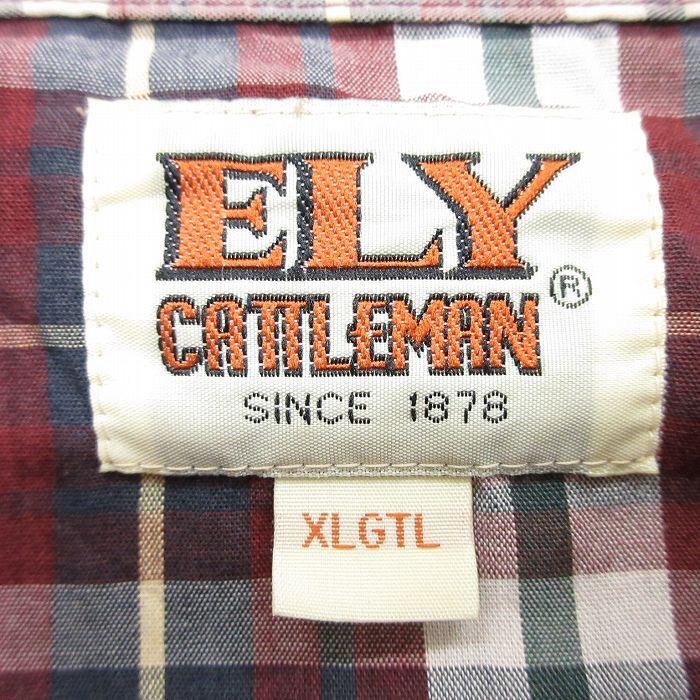 ELY
CATTLEMAN®
SINCE 1878
XLGTL